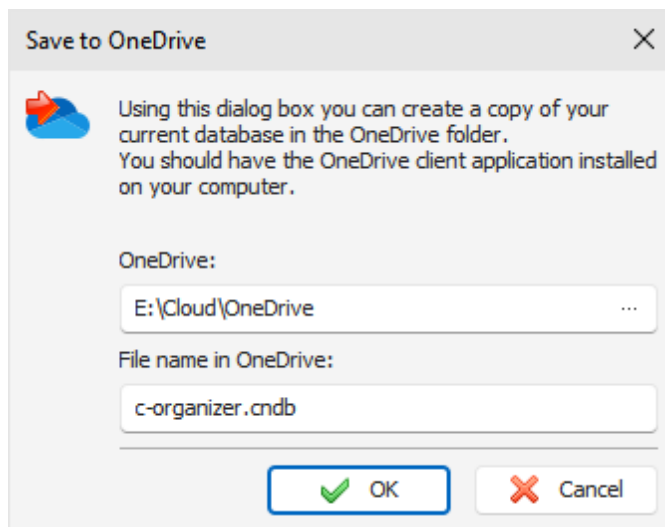 Save to OneDrive
Using this dialog box you can create a copy of your
current database in the OneDrive folder.
You should have the OneDrive client application installed
on your computer.
OneDrive:
E:\Cloud\OneDrive ...
File name in OneDrive:
c-organizer.cndb
OK Cancel